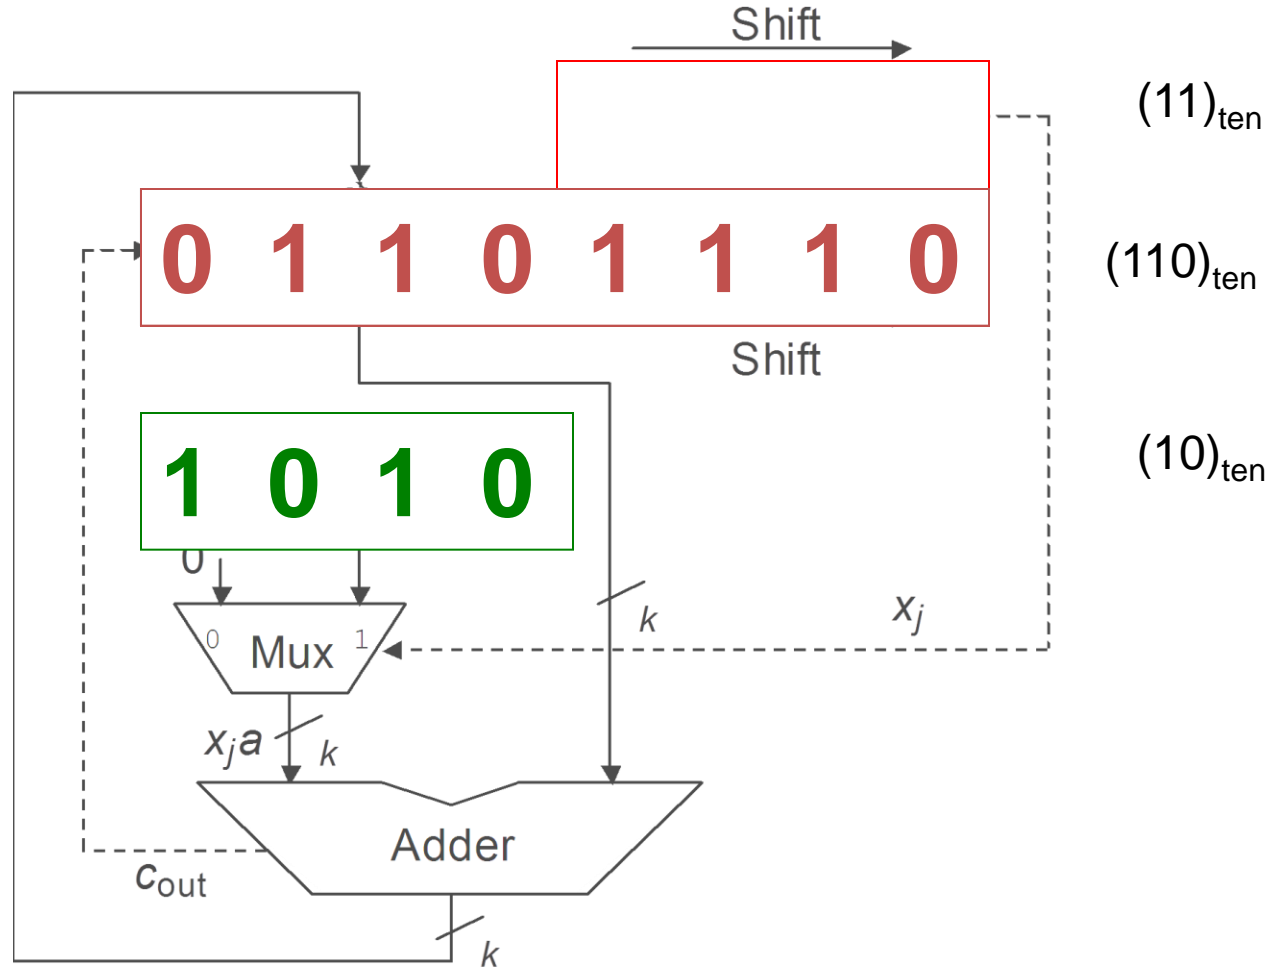 Shift
(11)ten
0 1 1 0 1 1 1 0
(110)ten
Shift
1 0 1 0
(10)ten
0
0 Mux 1
k
xj
xja
k
Adder
cout
k